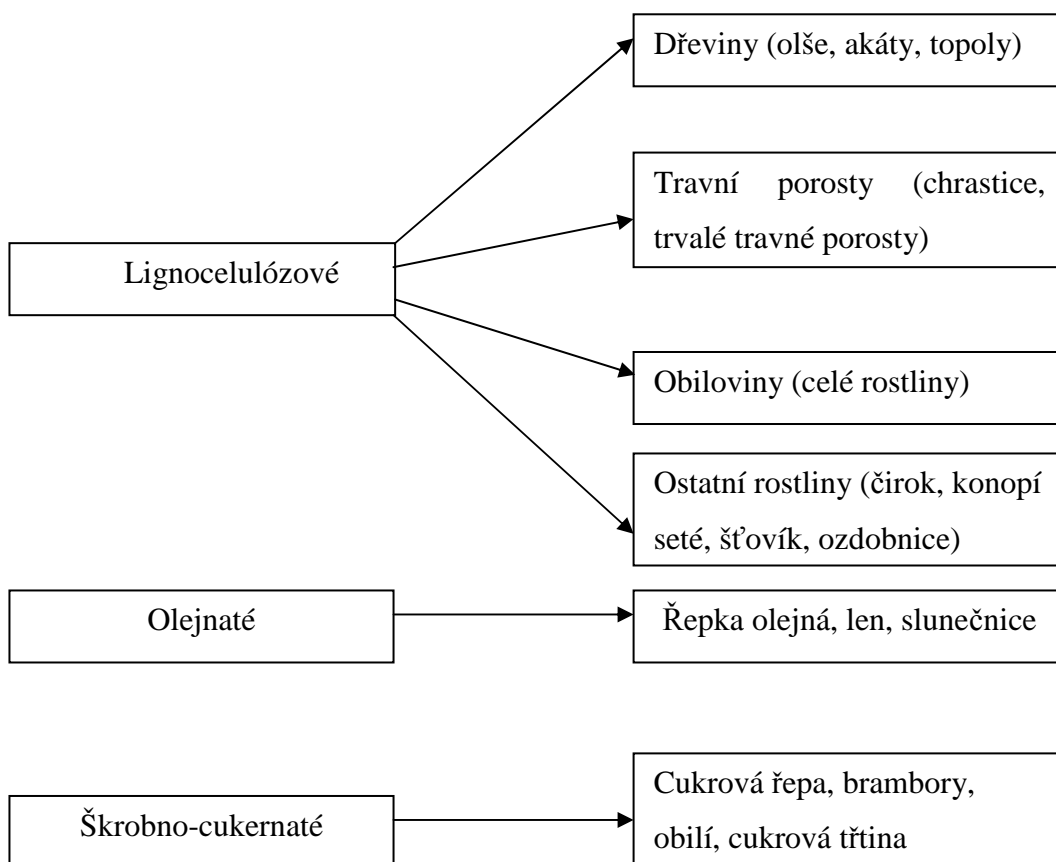 Dřeviny (olše, akáty, topoly)
Travní porosty (chrastice,
trvalé travné porosty)
Lignocelulózové
Obiloviny (celé rostliny)
Ostatní rostliny (čirok, konopí
seté, šťovík, ozdobnice)
Olejnaté
Řepka olejná, len, slunečnice
Škrobno-cukernaté
Cukrová řepa, brambory,
obilí, cukrová třtina